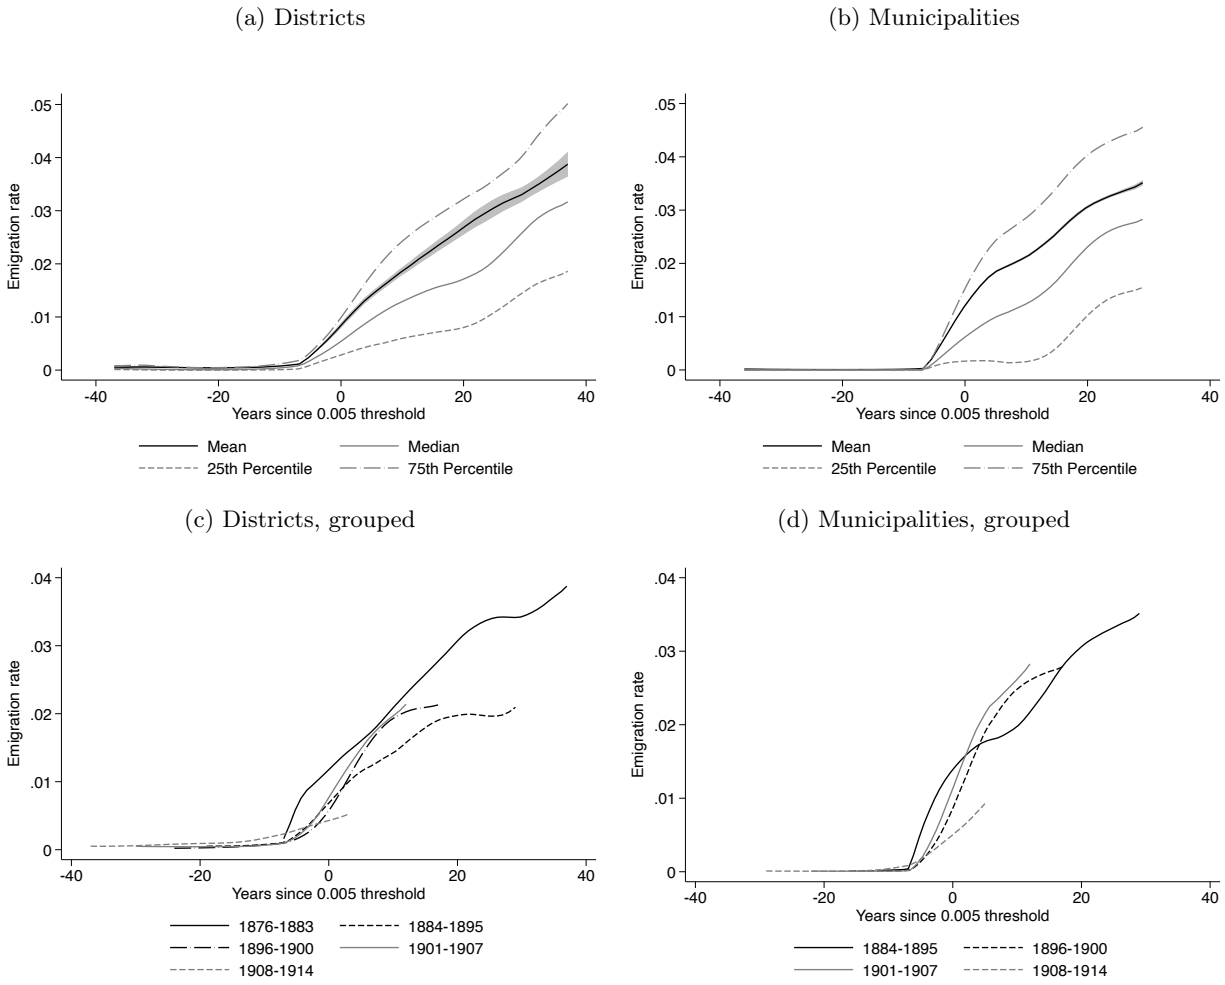 (a) Districts
.05
.04
.03
.02
.01
0
Emigration rate
-40 -20 0 20 40
Years since 0.005 threshold
Mean Median
25th Percentile 75th Percentile
(b) Municipalities
.05
.04
.03
.02
.01
0
Emigration rate
-40 -20 0 20 40
Years since 0.005 threshold
Mean Median
25th Percentile 75th Percentile
(c) Districts, grouped
.04
.03
.02
.01
0
Emigration rate
-40 -20 0 20 40
Years since 0.005 threshold
1876-1883 1884-1895
1896-1900 1901-1907
1908-1914
(d) Municipalities, grouped
.04
.03
.02
.01
0
Emigration rate
-40 -20 0 20 40
Years since 0.005 threshold
1884-1895 1896-1900
1901-1907 1908-1914